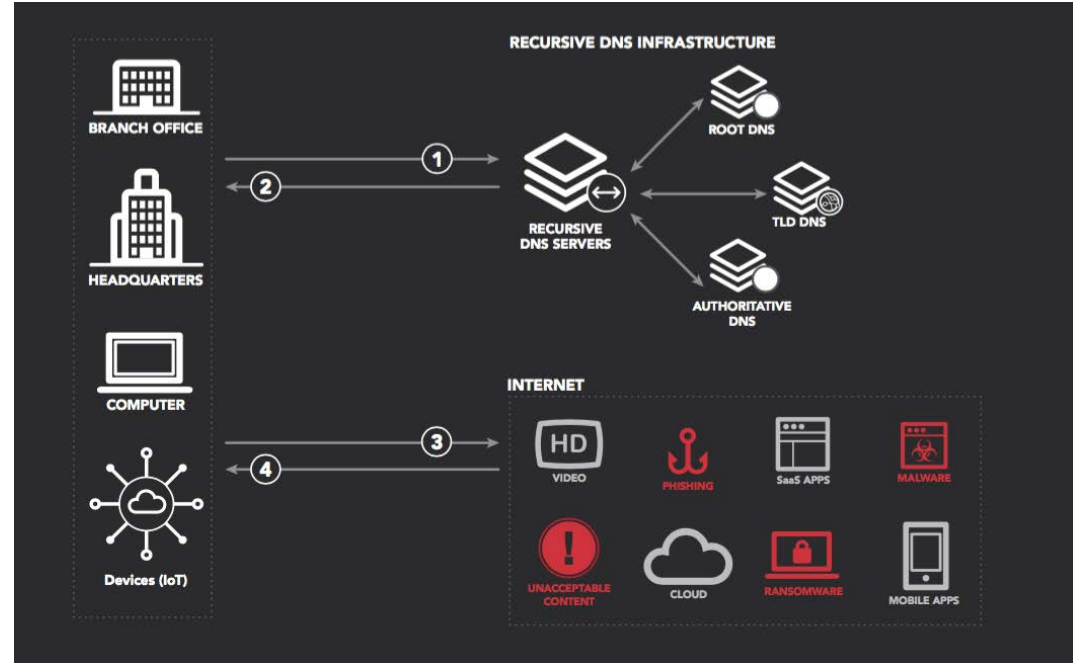 RECURSIVE DNS INFRASTRUCTURE
BRANCH OFFICE
HEADQUARTERS
COMPUTER
Devices (IoT)
1
2
RECURSIVE
DNS SERVERS
ROOT DNS
TLD DNS
AUTHORITATIVE
DNS
3
4
INTERNET
HD
VIDEO
PHISHING
SaaS APPS
MALWARE
!
UNACCEPTABLE
CONTENT
CLOUD
RANSOMWARE
MOBILE APPS